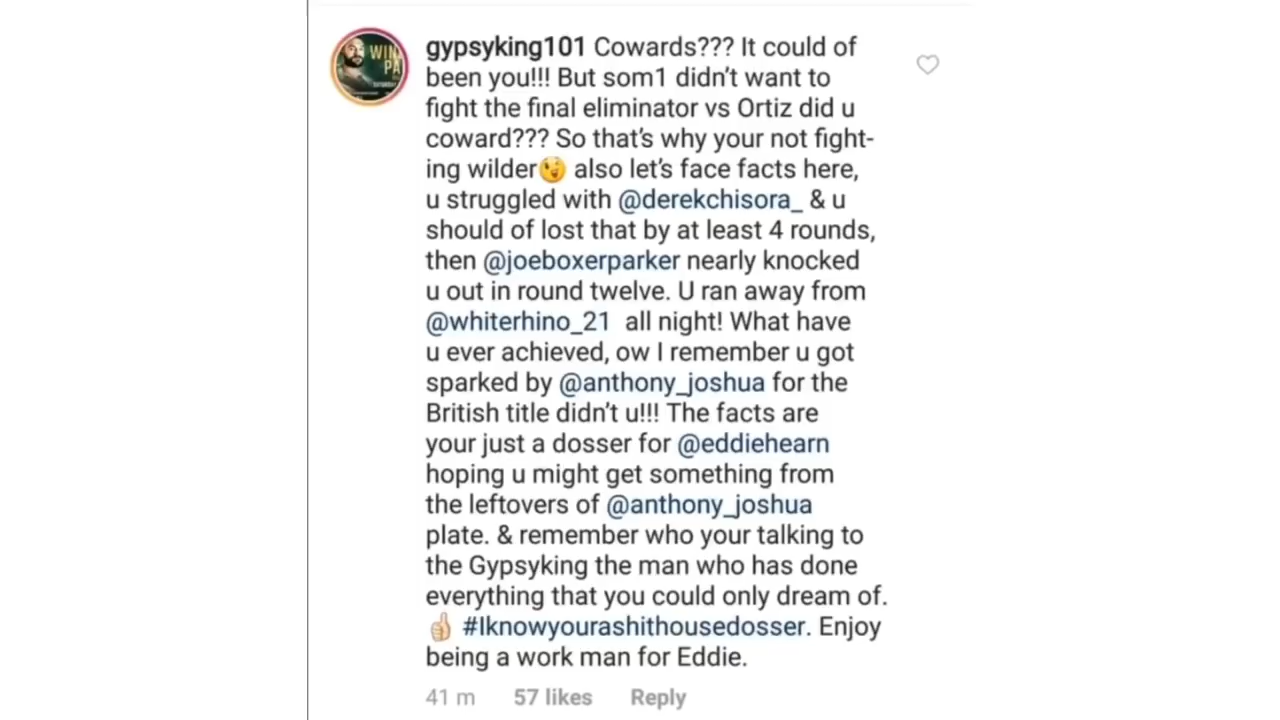 gypsyking101 Cowards??? It could of
been you!!! But som1 didn't want to
fight the final eliminator vs Ortiz did u
coward??? So that's why your not fight-
ing wilder😉 also let's face facts here,
u struggled with @derekchisora_ & u
should of lost that by at least 4 rounds,
then @joeboxerparker nearly knocked
u out in round twelve. U ran away from
@whiterhino_21 all night! What have
u ever achieved, ow I remember u got
sparked by @anthony_joshua for the
British title didn't u!!! The facts are
your just a dosser for @eddiehearn
hoping u might get something from
the leftovers of @anthony_joshua
plate. & remember who your talking to
the Gypsyking the man who has done
everything that you could only dream of.
👍🏻 #Iknowyourashithousedosser. Enjoy
being a work man for Eddie.
41 m 57 likes Reply